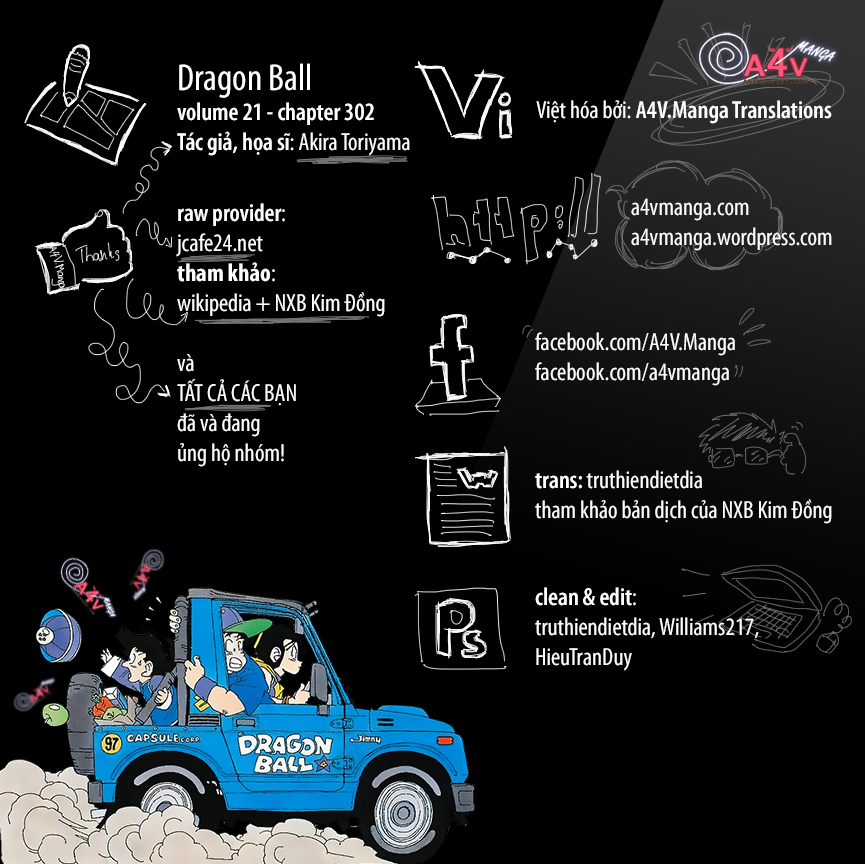 Dragon Ball
volume 21 - chapter 302
Tác giả, họa sĩ: Akira Toriyama
Thanks
A4V Manga
raw provider:
jcafe24.net
tham khảo:
wikipedia + NXB Kim Đồng
và
TẤT CẢ CÁC BẠN
đã và đang
ủng hộ nhóm!
A4V MANGA
Vi
Việt hóa bởi: A4V.Manga Translations
http://
a4vmanga.com
a4vmanga.wordpress.com
f
facebook.com/A4V.Manga
facebook.com/a4vmanga
W
trans: truthiendietdia
tham khảo bản dịch của NXB Kim Đồng
Ps
clean & edit:
truthiendietdia, Williams217,
HieuTranDuy
A4V
A4V
97 CAPSULE CORP.
DRAGON
BALL
Jimny